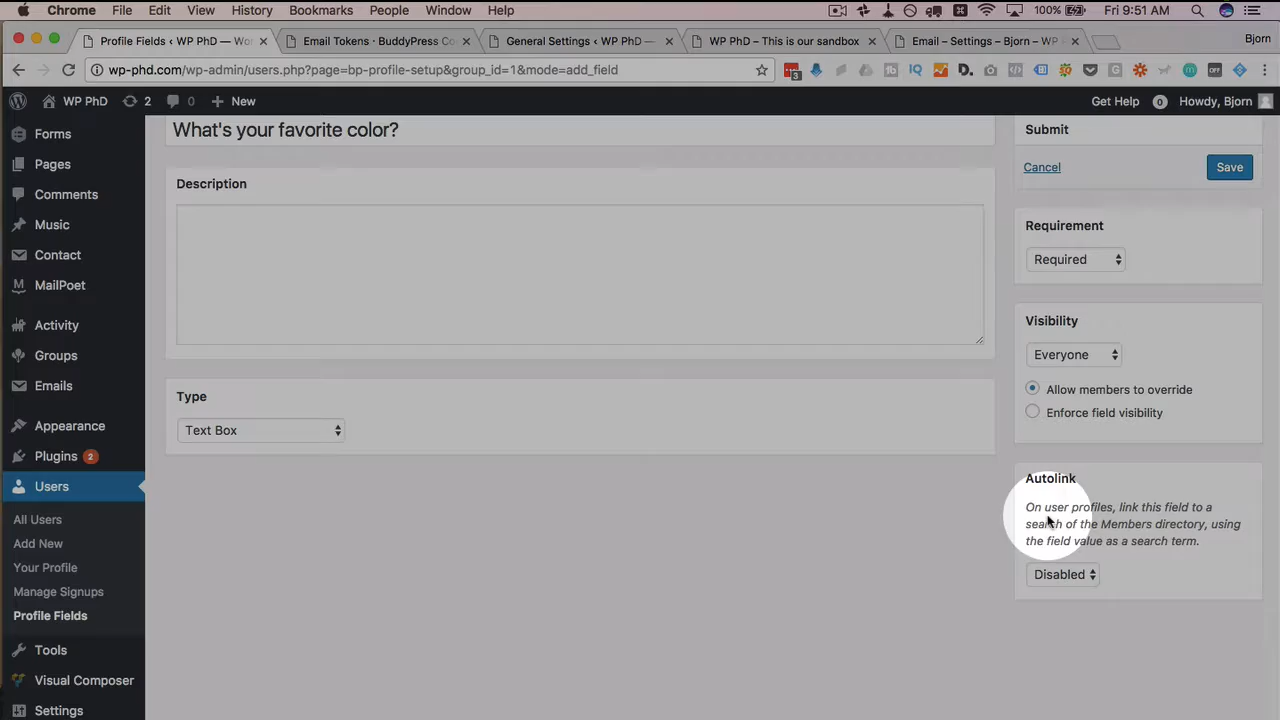 Chrome File Edit View History Bookmarks People Window Help 100% Fri 9:51 AM
Profile Fields ‹ WP PhD — Wor Email Tokens · BuddyPress Co General Settings ‹ WP PhD — WP PhD – This is our sandbox Email – Settings – Bjorn – WP Bjorn
wp-phd.com/wp-admin/users.php?page=bp-profile-setup&group_id=1&mode=add_field
WP PhD 2 0 New Get Help 0 Howdy, Bjorn
Forms
Pages
Comments
Music
Contact
MailPoet
Activity
Groups
Emails
Appearance
Plugins 2
Users
All Users
Add New
Your Profile
Manage Signups
Profile Fields
Tools
Visual Composer
Settings
What's your favorite color?
Description
Type
Text Box
Submit
Cancel Save
Requirement
Required
Visibility
Everyone
Allow members to override
Enforce field visibility
Autolink
On user profiles, link this field to a
search of the Members directory, using
the field value as a search term.
Disabled